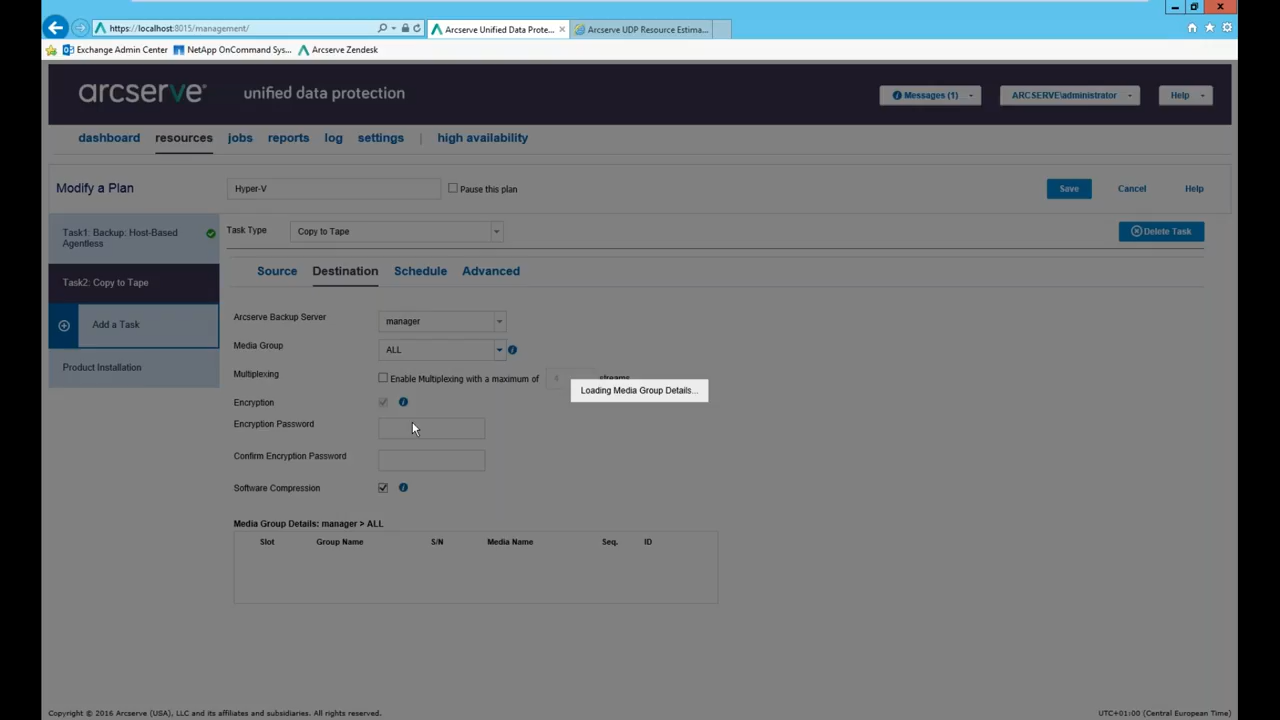 https://localhost:8015/management/
Arcserve Unified Data Prote...
Arcserve UDP Resource Estima...
Exchange Admin Center
NetApp OnCommand Sys...
Arcserve Zendesk
arcserve
unified data protection
Messages (1)
ARCSERVE\administrator
Help
dashboard
resources
jobs
reports
log
settings
high availability
Modify a Plan
Hyper-V
Pause this plan
Save
Cancel
Help
Task1: Backup: Host-Based
Agentless
Task Type
Copy to Tape
Delete Task
Task2: Copy to Tape
Source
Destination
Schedule
Advanced
Add a Task
Product Installation
Arcserve Backup Server
manager
Media Group
ALL
Multiplexing
Enable Multiplexing with a maximum of
streams
Loading Media Group Details...
Encryption
Encryption Password
Confirm Encryption Password
Software Compression
Media Group Details: manager > ALL
Slot
Group Name
S/N
Media Name
Seq.
ID
Copyright © 2016 Arcserve (USA), LLC and its affiliates and subsidiaries. All rights reserved.
UTC+01:00 (Central European Time)